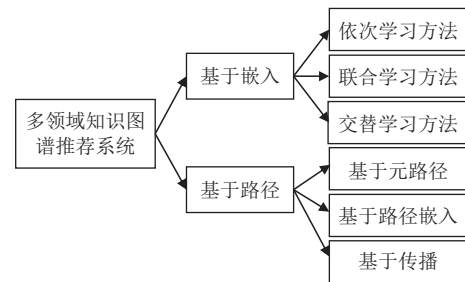 多领域知识图
谱推荐系统
基于嵌入
依次学习方法
联合学习方法
交替学习方法
基于路径
基于元路径
基于路径嵌入
基于传播